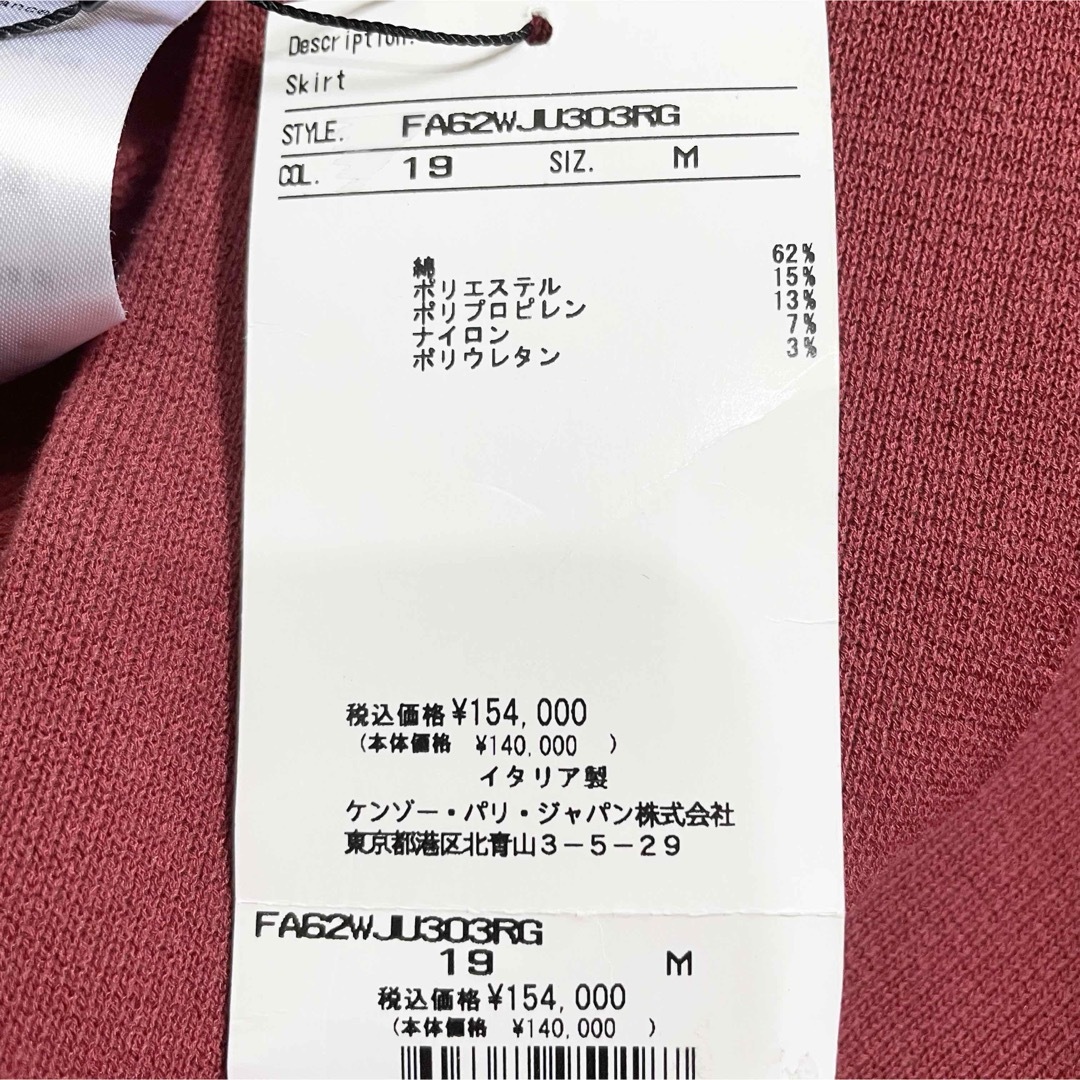 ance
Description.
Skirt
STYLE. FA62WJU303RG
COL. 19 SIZ. M
綿 62%
ポリエステル 15%
ポリプロピレン 13%
ナイロン 7%
ポリウレタン 3%
税込価格 ¥154,000
(本体価格 ¥140,000 )
イタリア製
ケンゾー・パリ・ジャパン株式会社
東京都港区北青山3-5-29
FA62WJU303RG
19 M
税込価格 ¥154,000
(本体価格 ¥140,000 )